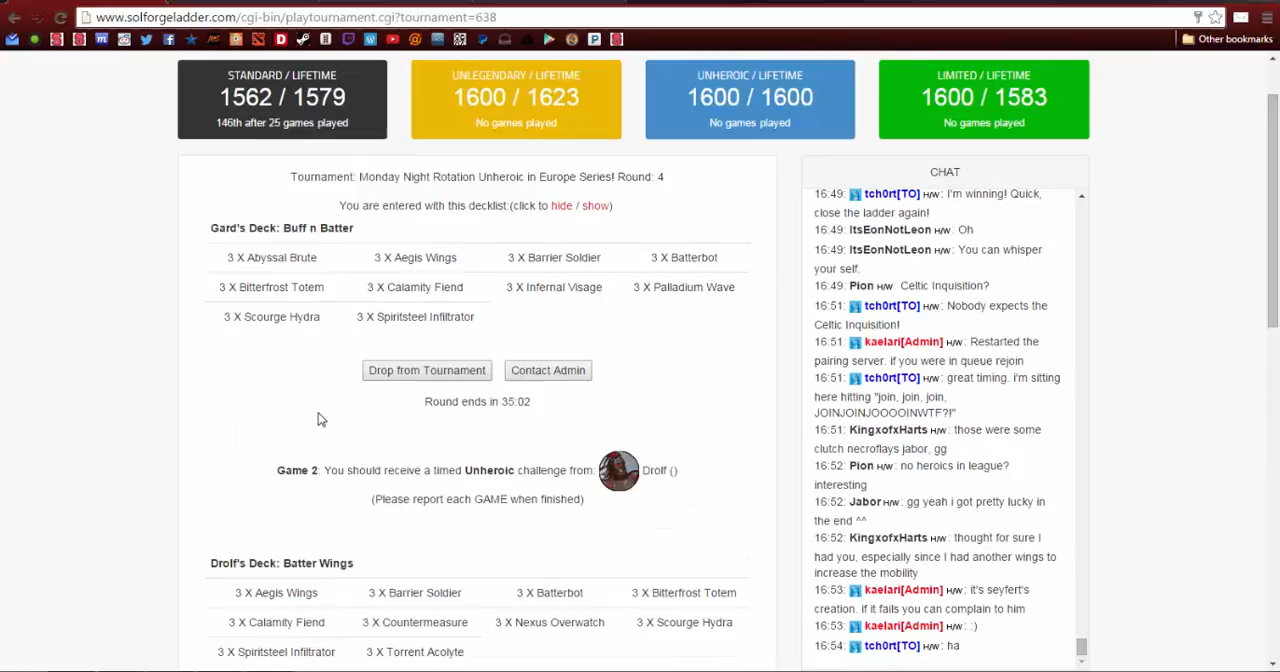 www.solforgeladder.com/cgi-bin/playtournament.cgi?tournament=638
Other bookmarks
STANDARD / LIFETIME
1562 / 1579
146th after 25 games played
UNLEGENDARY / LIFETIME
1600 / 1623
No games played
UNHEROIC / LIFETIME
1600 / 1600
No games played
LIMITED / LIFETIME
1600 / 1583
No games played
Tournament: Monday Night Rotation Unheroic in Europe Series! Round: 4
You are entered with this decklist:(click to hide / show)
Gard's Deck: Buff n Batter
3 X Abyssal Brute 3 X Aegis Wings 3 X Barrier Soldier 3 X Batterbot
3 X Bitterfrost Totem 3 X Calamity Fiend 3 X Infernal Visage 3 X Palladium Wave
3 X Scourge Hydra 3 X Spiritsteel Infiltrator
Drop from Tournament Contact Admin
Round ends in 35:02
Game 2: You should receive a timed Unheroic challenge from: Drolf ()
(Please report each GAME when finished)
Drolf's Deck: Batter Wings
3 X Aegis Wings 3 X Barrier Soldier 3 X Batterbot 3 X Bitterfrost Totem
3 X Calamity Fiend 3 X Countermeasure 3 X Nexus Overwatch 3 X Scourge Hydra
3 X Spiritsteel Infiltrator 3 X Torrent Acolyte
CHAT
16:49: tch0rt[TO] H/W: I'm winning! Quick,
close the ladder again!
16:49: ItsEonNotLeon H/W: Oh
16:49: ItsEonNotLeon H/W: You can whisper
your self.
16:49: Pion H/W: Celtic Inquisition?
16:51: tch0rt[TO] H/W: Nobody expects the
Celtic Inquisition!
16:51: kaelari[Admin] H/W: Restarted the
pairing server. if you were in queue rejoin
16:51: tch0rt[TO] H/W: great timing. i'm sitting
here hitting "join, join, join,
JOINJOINJOOOOINWTF?!"
16:51: KingxofxHarts H/W: those were some
clutch necroflays jabor, gg
16:52: Pion H/W: no heroics in league?
interesting
16:52: Jabor H/W: gg yeah i got pretty lucky in
the end ^^
16:52: KingxofxHarts H/W: thought for sure I
had you, especially since I had another wings to
increase the mobility
16:53: kaelari[Admin] H/W: it's seyfert's
creation. if it fails you can complain to him
16:53: kaelari[Admin] H/W: :)
16:54: tch0rt[TO] H/W: ha